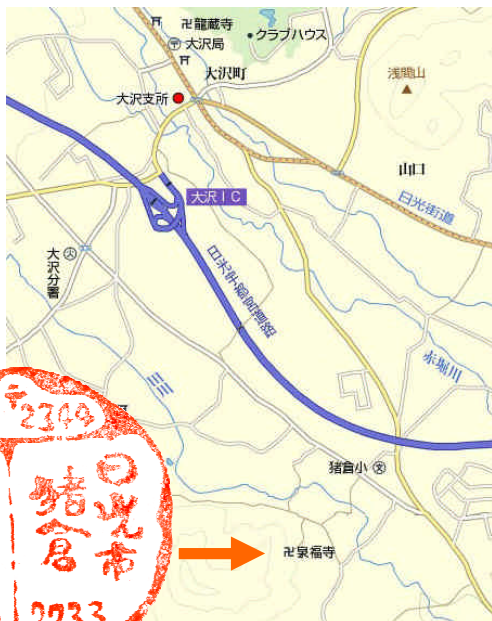 卍龍蔵寺
クラブハウス
大沢局
大沢町
浅間山
大沢支所
山口
大沢IC
日光街道
大沢分署
日光宇都宮道路
赤堀川
〒2344
猪倉小
日光市
猪倉
卍泉福寺
2733